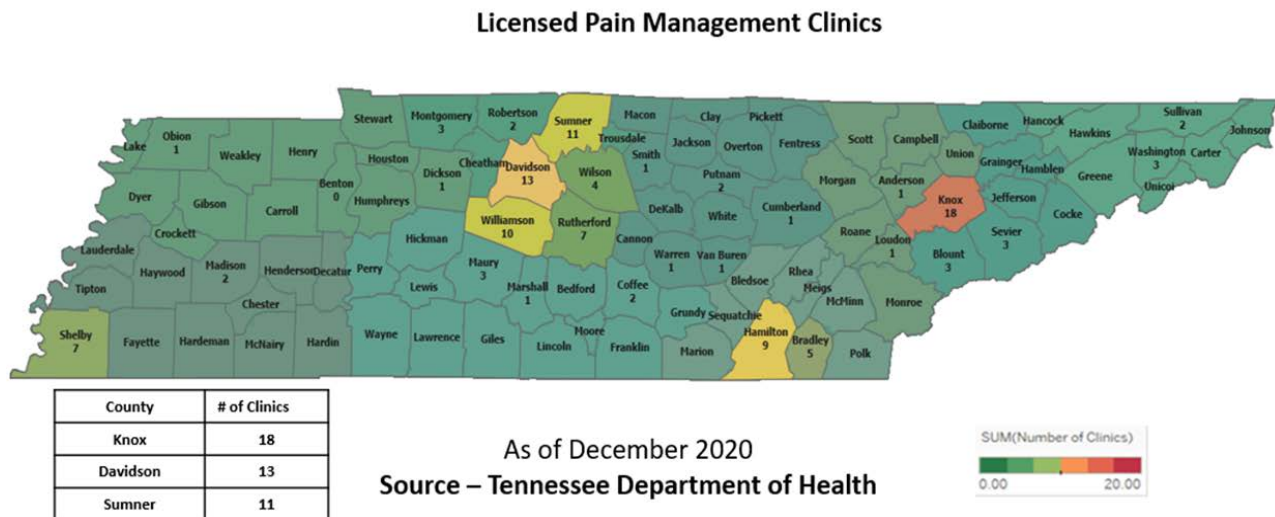 Licensed Pain Management Clinics
Stewart
Montgomery
3
Robertson
2
Sumner
11
Macon
Clay
Pickett
Claiborne
Hancock
Hawkins
Sullivan
2
Johnson
Lake
Obion
1
Weakley
Henry
Houston
Cheatham
Davidson
13
Trousdale
Smith
1
Jackson
Overton
Fentress
Scott
Campbell
Union
Grainger
Hamblen
Greene
Washington
3
Carter
Unicoi
Dyer
Gibson
Carroll
Benton
0
Humphreys
Dickson
1
Wilson
4
Putnam
2
Morgan
Anderson
1
Knox
18
Jefferson
Cocke
Crockett
Williamson
10
Rutherford
7
DeKalb
White
Cumberland
1
Roane
Loudon
1
Blount
3
Sevier
3
Lauderdale
Haywood
Madison
2
Henderson
Decatur
Perry
Hickman
Maury
3
Cannon
Warren
1
Van Buren
1
Bledsoe
Rhea
Meigs
McMinn
Monroe
Tipton
Chester
Lewis
Marshall
1
Bedford
Coffee
2
Grundy
Sequatchie
Shelby
7
Fayette
Hardeman
McNairy
Hardin
Wayne
Lawrence
Giles
Lincoln
Moore
Franklin
Marion
Hamilton
9
Bradley
5
Polk
County # of Clinics
Knox 18
Davidson 13
Sumner 11
As of December 2020
Source – Tennessee Department of Health
SUM(Number of Clinics)
0.00 20.00